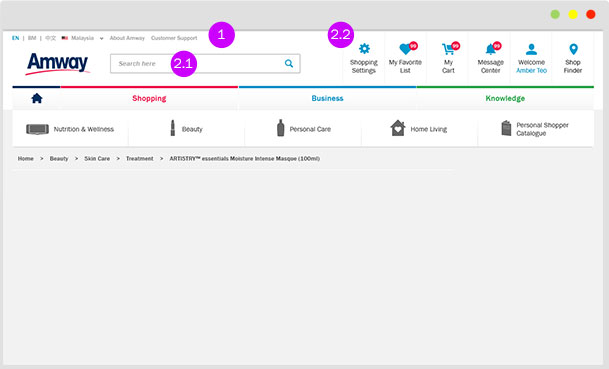 EN | BM | 中文 Malaysia About Amway Customer Support
1
2.2
Amway
Search here
2.1
Shopping Settings
99
My Favorite List
99
My Cart
99
Message Center
Welcome Amber Teo
Shop Finder
Shopping
Business
Knowledge
Nutrition & Wellness
Beauty
Personal Care
Home Living
Personal Shopper
Catalogue
Home > Beauty > Skin Care > Treatment > ARTISTRY™ essentials Moisture Intense Masque (100ml)